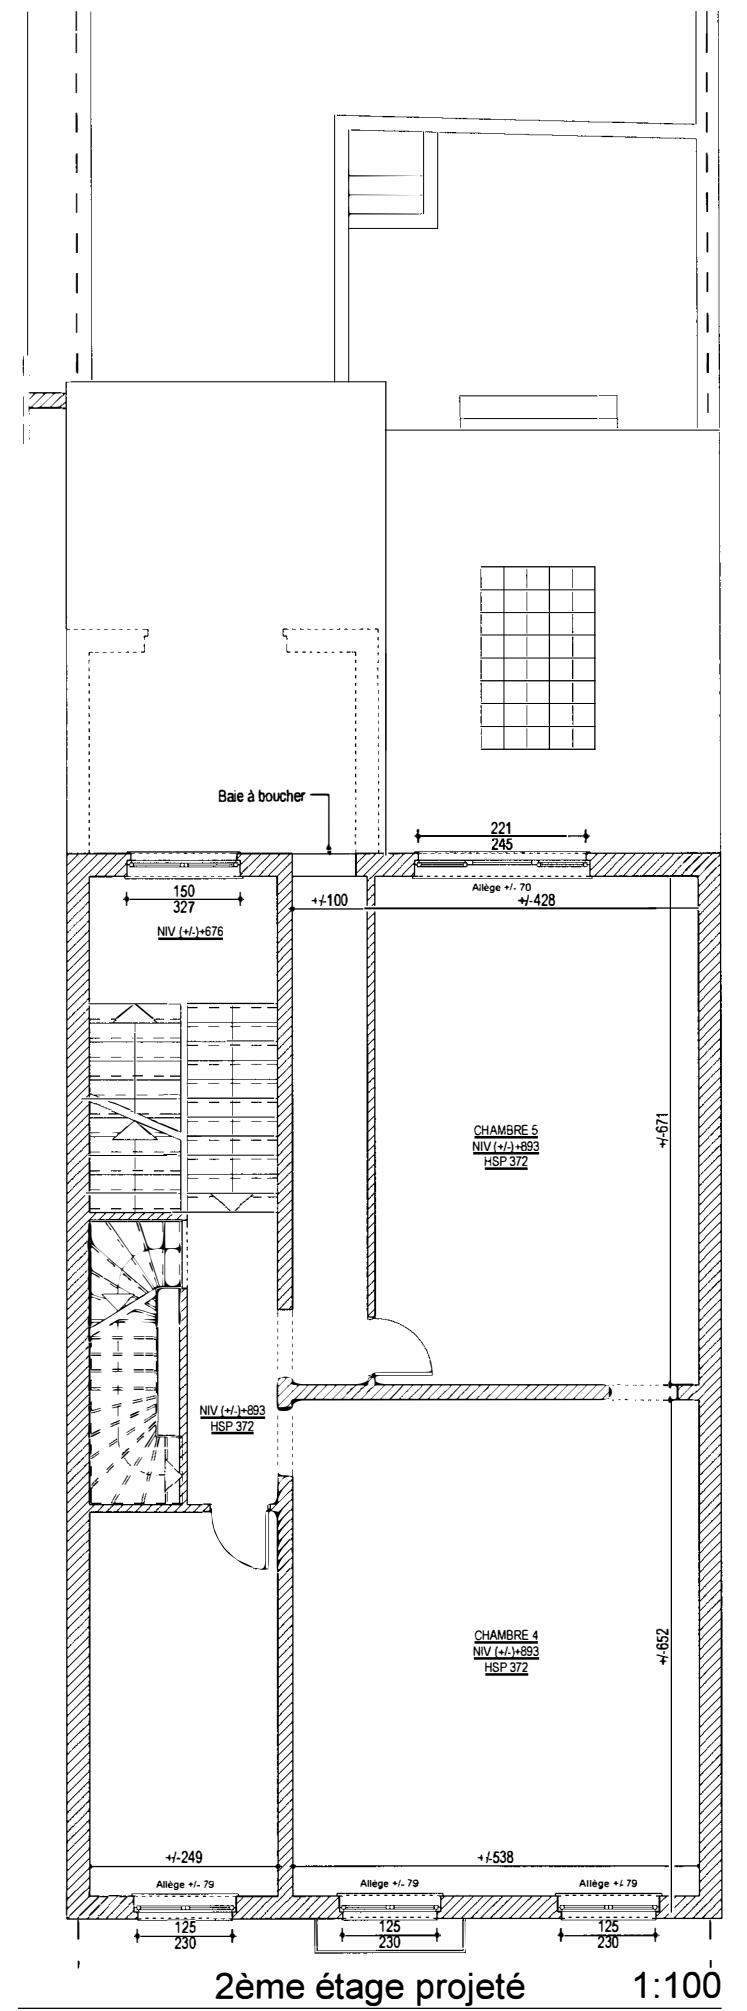 Baie à boucher
221
245
Allège +/- 70
150
327
+/-100
+/-428
NIV (+/-)+676
CHAMBRE 5
NIV (+/-)+893
HSP 372
+/-671
NIV (+/-)+893
HSP 372
CHAMBRE 4
NIV (+/-)+893
HSP 372
+/-652
+/-249
+/-538
Allège +/- 79
Allège +/- 79
Allège +/- 79
125
230
125
230
125
230
2ème étage projeté 1:100